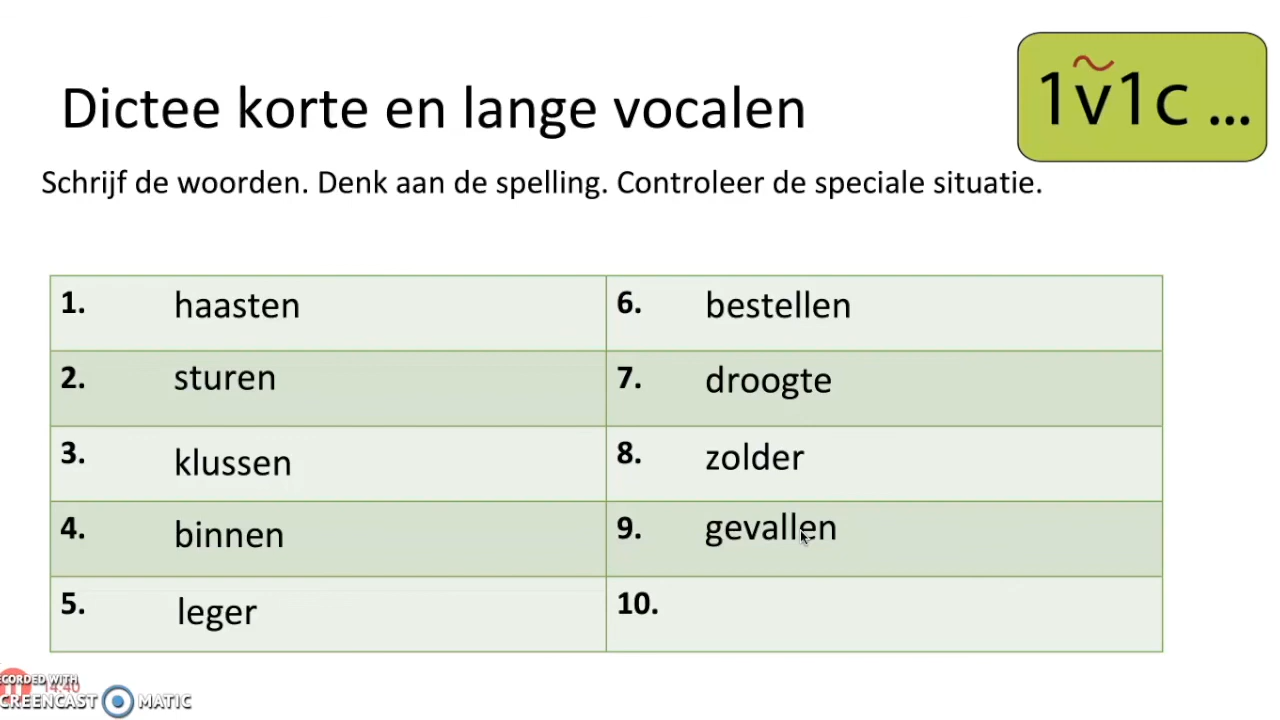 Dictee korte en lange vocalen
1v1c ...
Schrijf de woorden. Denk aan de spelling. Controleer de speciale situatie.
1. haasten
6. bestellen
2. sturen
7. droogte
3. klussen
8. zolder
4. binnen
9. gevallen
5. leger
10.
RECORDED WITH
14:40
SCREENCAST MATIC